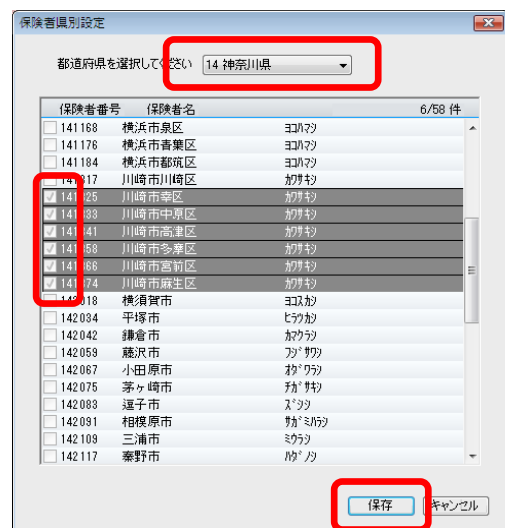 保険者県別設定
都道府県を選択してください 14 神奈川県
保険者番号 保険者名 6/58 件
141168 横浜市泉区 ﾖｺﾊﾏｼ
141176 横浜市青葉区 ﾖｺﾊﾏｼ
141184 横浜市都筑区 ﾖｺﾊﾏｼ
141317 川崎市川崎区 ｶﾜｻｷｼ
141325 川崎市幸区 ｶﾜｻｷｼ
141333 川崎市中原区 ｶﾜｻｷｼ
141341 川崎市高津区 ｶﾜｻｷｼ
141358 川崎市多摩区 ｶﾜｻｷｼ
141366 川崎市宮前区 ｶﾜｻｷｼ
141374 川崎市麻生区 ｶﾜｻｷｼ
142018 横須賀市 ﾖｺｽｶｼ
142034 平塚市 ﾋﾗﾂｶｼ
142042 鎌倉市 ｶﾏｸﾗｼ
142059 藤沢市 ﾌｼﾞｻﾜｼ
142067 小田原市 ｵﾀﾞﾜﾗｼ
142075 茅ヶ崎市 ﾁｶﾞｻｷｼ
142083 逗子市 ｽﾞｼｼ
142091 相模原市 ｻｶﾞﾐﾊﾗｼ
142109 三浦市 ﾐｳﾗｼ
142117 秦野市 ﾊﾀﾞﾉｼ
保存 キャンセル